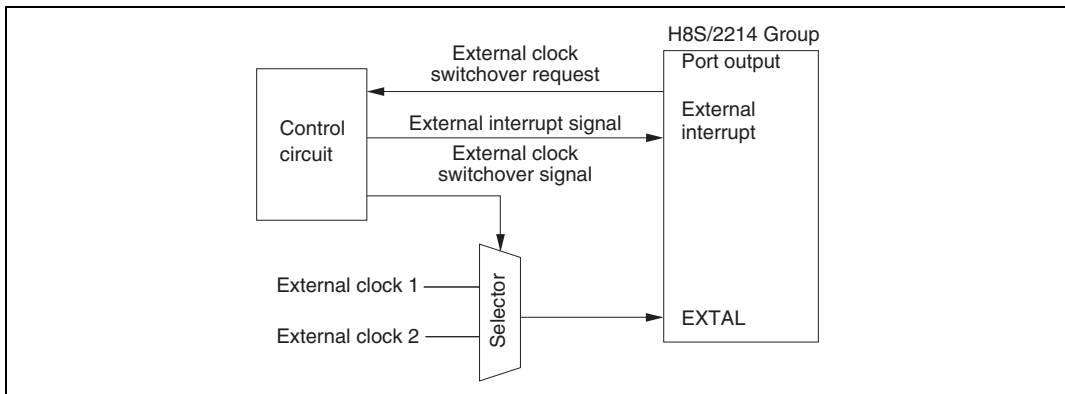 H8S/2214 Group
External clock
switchover request
Port output
Control
circuit
External interrupt signal
External
interrupt
External clock
switchover signal
External clock 1
External clock 2
Selector
EXTAL